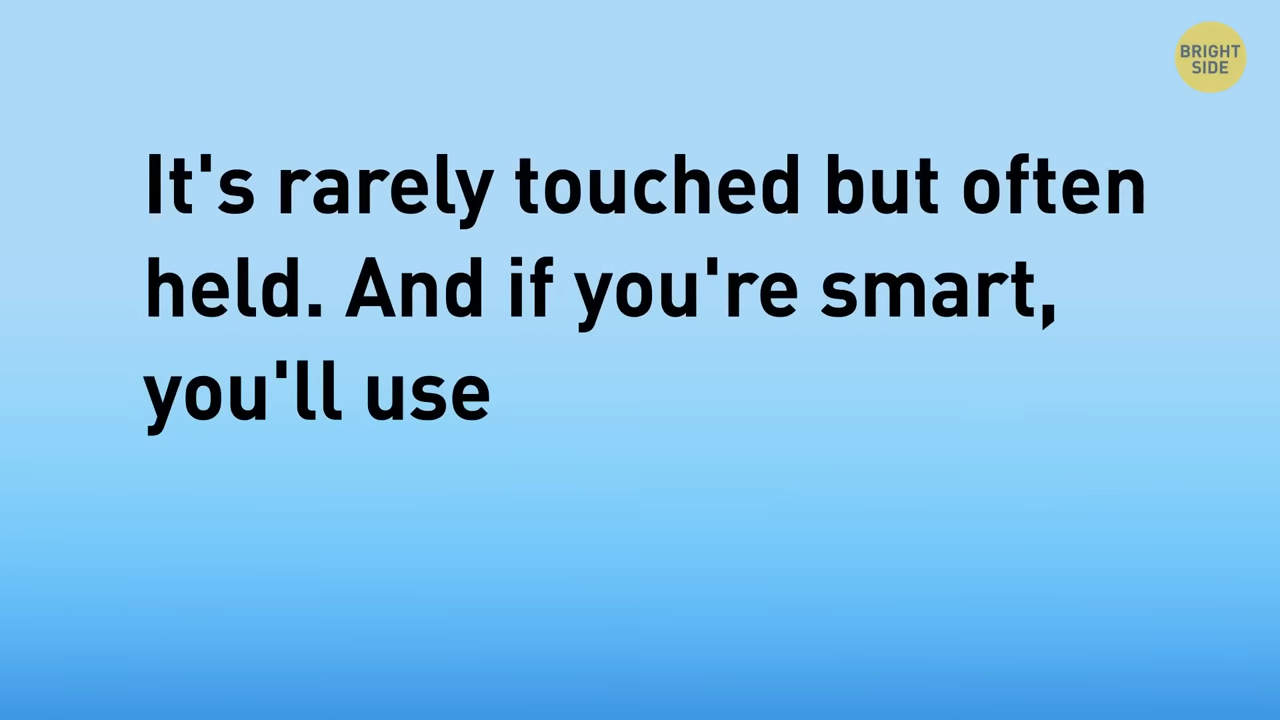 BRIGHT
SIDE
It's rarely touched but often
held. And if you're smart,
you'll use